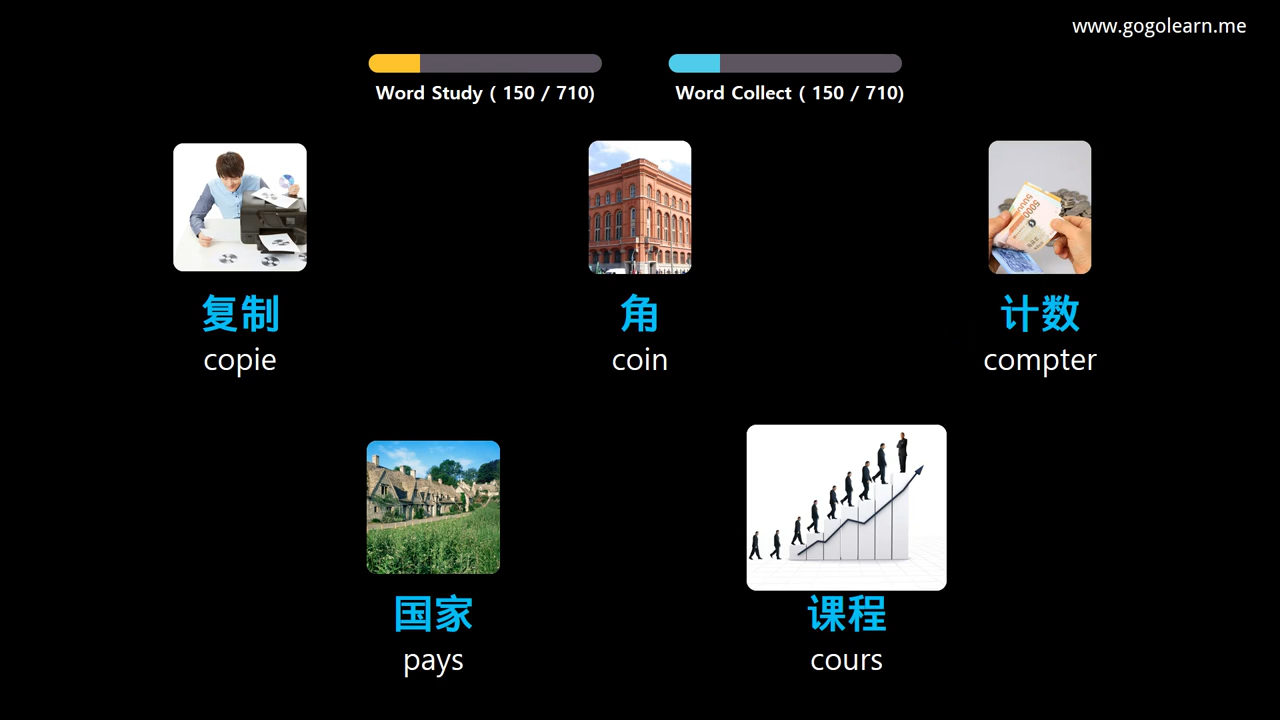 www.gogolearn.me
Word Study ( 150 / 710)
Word Collect ( 150 / 710)
复制
copie
角
coin
计数
compter
国家
pays
课程
cours